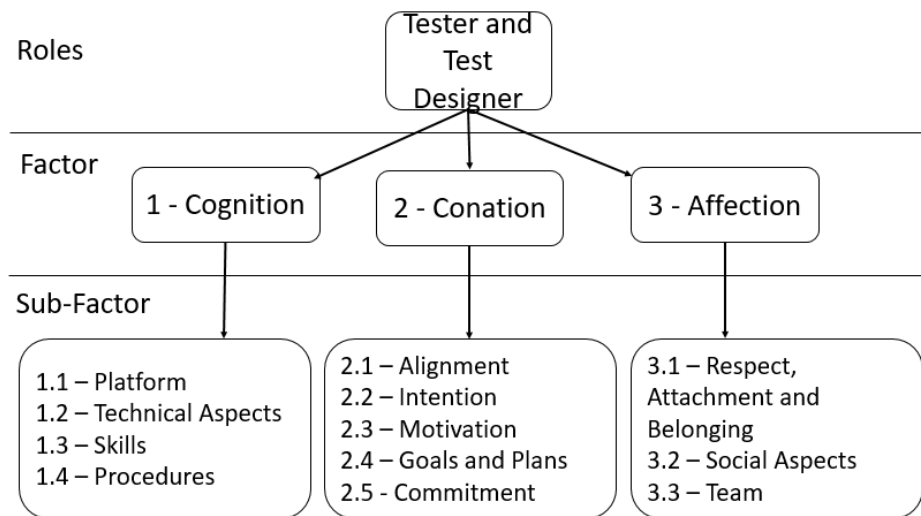 Roles
Tester and
Test
Designer
Factor
1 - Cognition
2 - Conation
3 - Affection
Sub-Factor
1.1 – Platform
1.2 – Technical Aspects
1.3 – Skills
1.4 – Procedures
2.1 – Alignment
2.2 – Intention
2.3 – Motivation
2.4 – Goals and Plans
2.5 - Commitment
3.1 – Respect,
Attachment and
Belonging
3.2 – Social Aspects
3.3 – Team